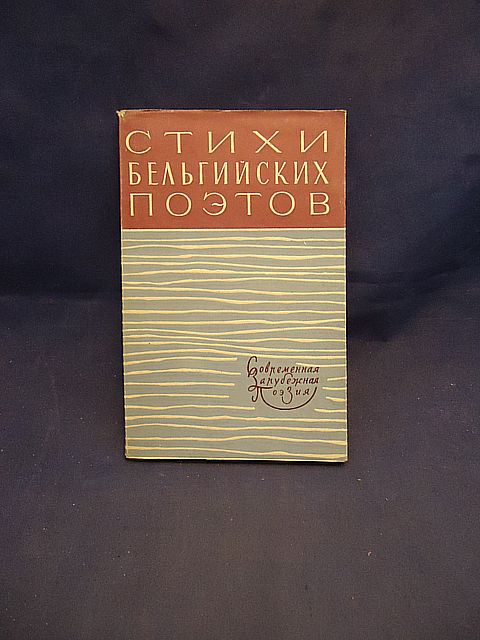 СТИХИ
БЕЛЬГИЙСКИХ
ПОЭТОВ
Современная
Зарубежная
Поэзия